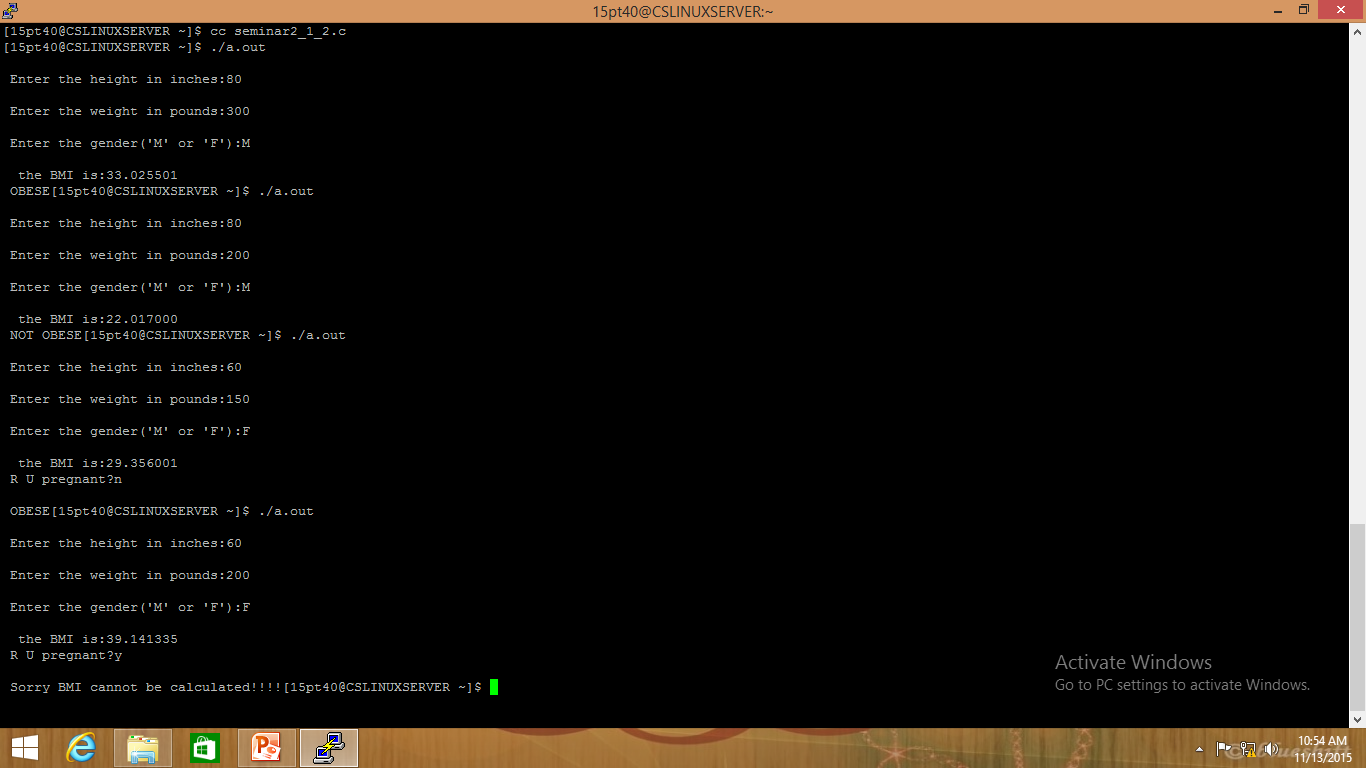 15pt40@CSLINUXSERVER:~
[15pt40@CSLINUXSERVER ~]$ cc seminar2_1_2.c
[15pt40@CSLINUXSERVER ~]$ ./a.out
Enter the height in inches:80
Enter the weight in pounds:300
Enter the gender('M' or 'F'):M
the BMI is:33.025501
OBESE[15pt40@CSLINUXSERVER ~]$ ./a.out
Enter the height in inches:80
Enter the weight in pounds:200
Enter the gender('M' or 'F'):M
the BMI is:22.017000
NOT OBESE[15pt40@CSLINUXSERVER ~]$ ./a.out
Enter the height in inches:60
Enter the weight in pounds:150
Enter the gender('M' or 'F'):F
the BMI is:29.356001
R U pregnant?n
OBESE[15pt40@CSLINUXSERVER ~]$ ./a.out
Enter the height in inches:60
Enter the weight in pounds:200
Enter the gender('M' or 'F'):F
the BMI is:39.141335
R U pregnant?y
Sorry BMI cannot be calculated!!!![15pt40@CSLINUXSERVER ~]$
Activate Windows
Go to PC settings to activate Windows.
10:54 AM
11/13/2015